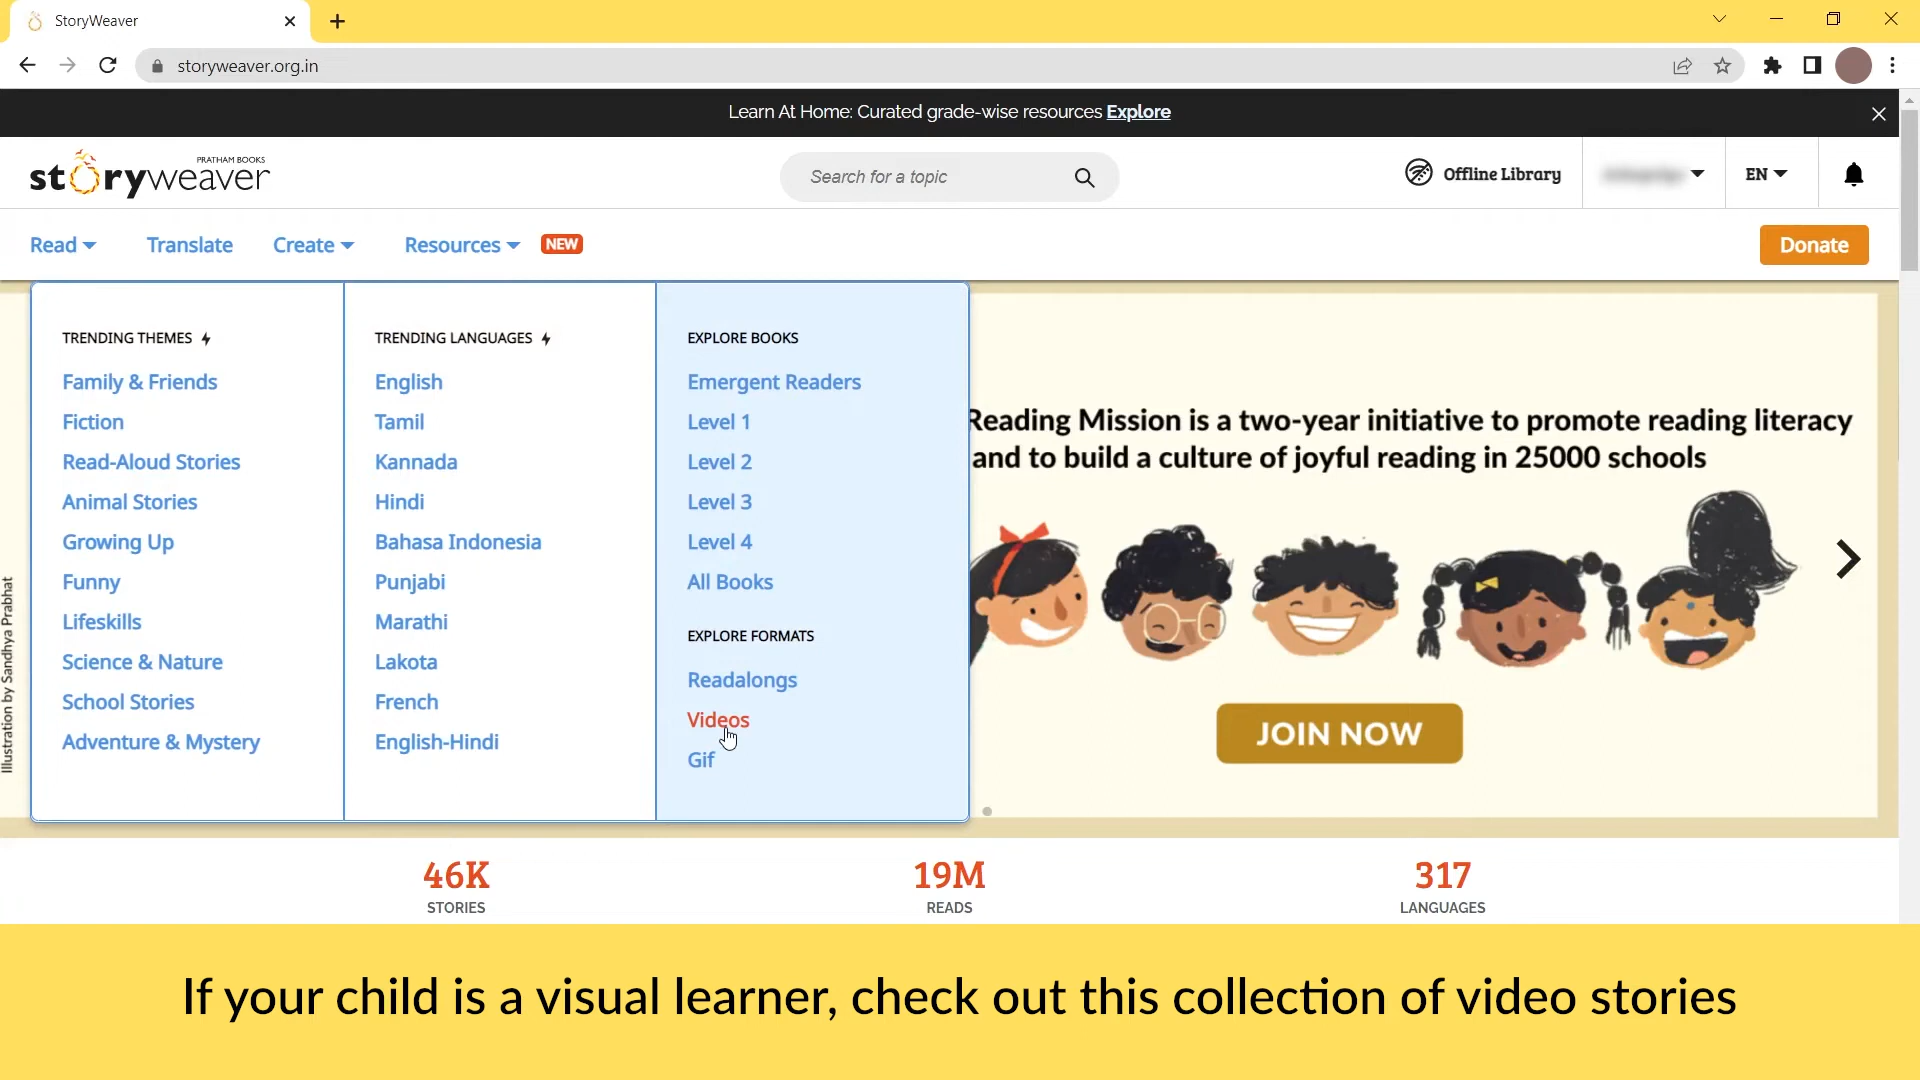 StoryWeaver
storyweaver.org.in
Learn At Home: Curated grade-wise resources Explore
PRATHAM BOOKS
storyweaver
Search for a topic
Offline Library
EN
Read
Translate
Create
Resources
NEW
Donate
TRENDING THEMES
Family & Friends
Fiction
Read-Aloud Stories
Animal Stories
Growing Up
Funny
Lifeskills
Science & Nature
School Stories
Adventure & Mystery
TRENDING LANGUAGES
English
Tamil
Kannada
Hindi
Bahasa Indonesia
Punjabi
Marathi
Lakota
French
English-Hindi
EXPLORE BOOKS
Emergent Readers
Level 1
Level 2
Level 3
Level 4
All Books
EXPLORE FORMATS
Readalongs
Videos
Gif
Reading Mission is a two-year initiative to promote reading literacy
and to build a culture of joyful reading in 25000 schools
JOIN NOW
Illustration by Sandhya Prabhat
46K
STORIES
19M
READS
317
LANGUAGES
If your child is a visual learner, check out this collection of video stories